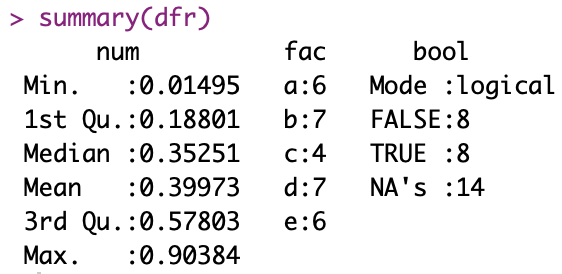 > summary(dfr)
      num              fac         bool
 Min.   :0.01495   a:6   Mode :logical
 1st Qu.:0.18801   b:7   FALSE:8
 Median :0.35251   c:4   TRUE :8
 Mean   :0.39973   d:7   NA's :14
 3rd Qu.:0.57803   e:6
 Max.   :0.90384